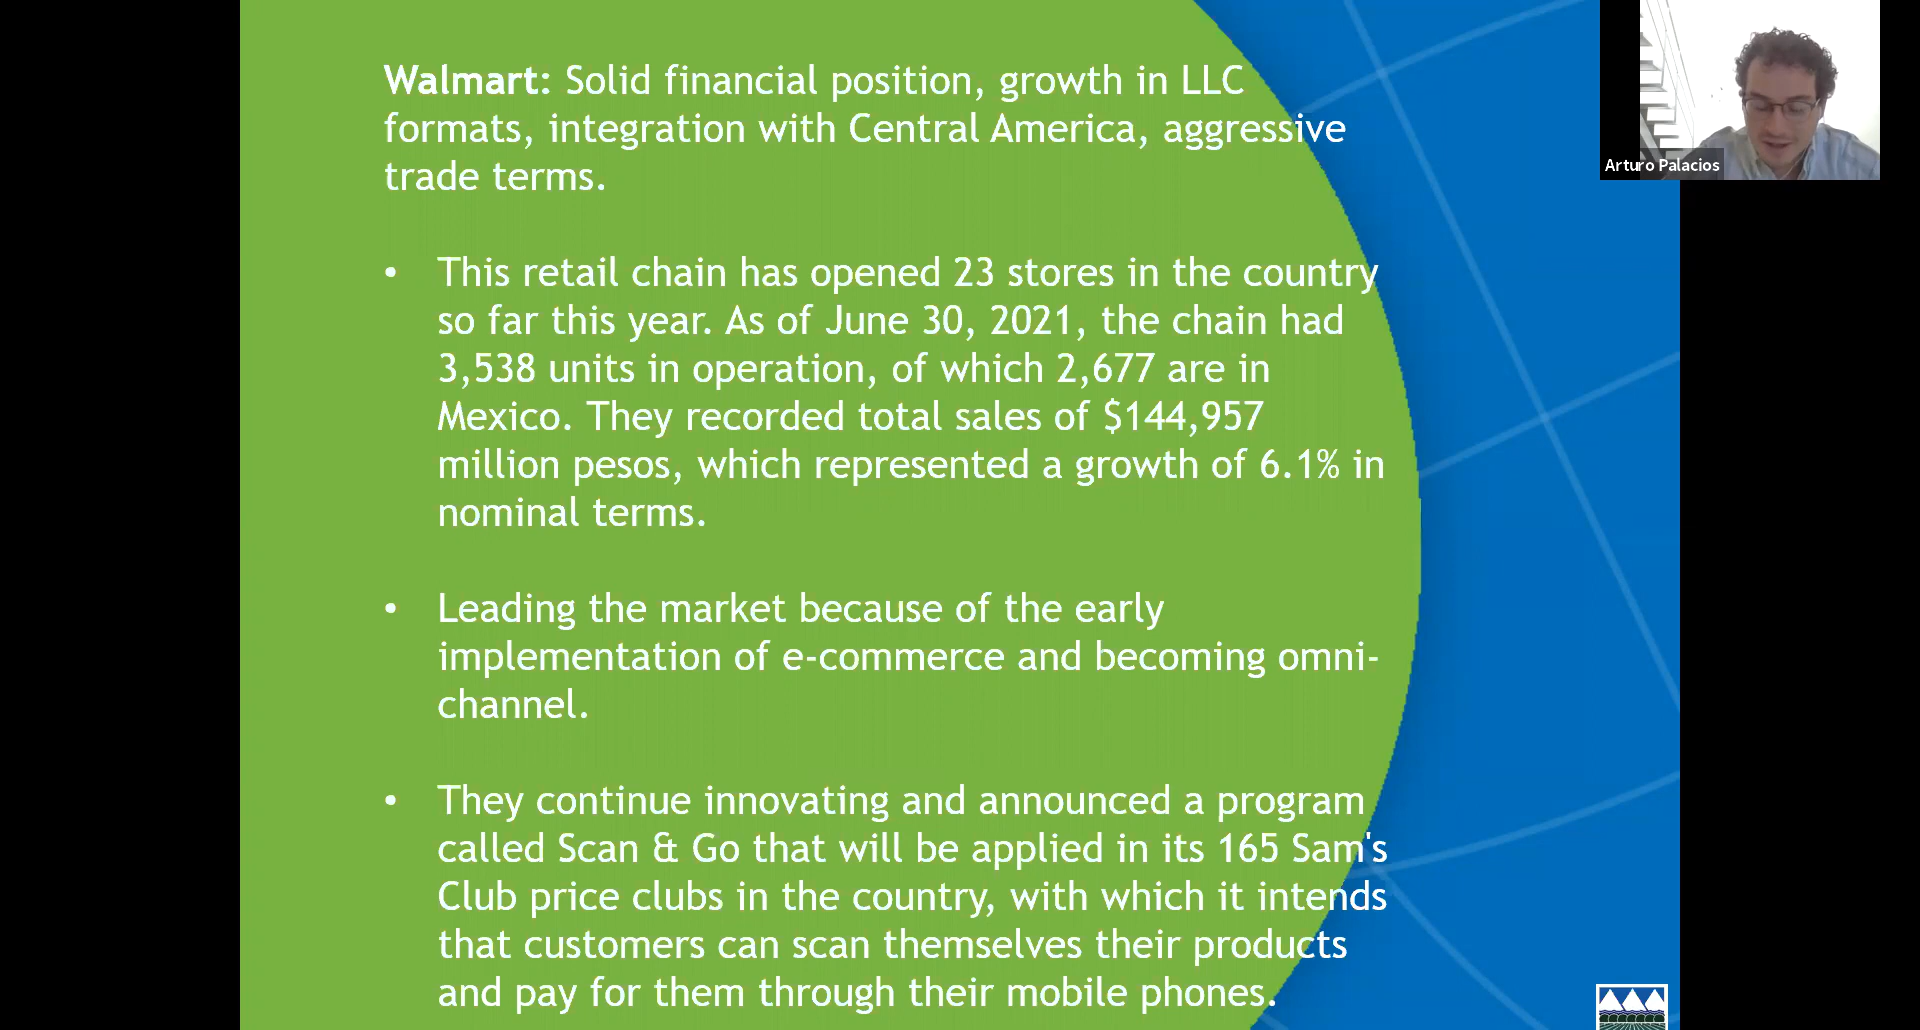 Walmart: Solid financial position, growth in LLC
formats, integration with Central America, aggressive
trade terms.
• This retail chain has opened 23 stores in the country
so far this year. As of June 30, 2021, the chain had
3,538 units in operation, of which 2,677 are in
Mexico. They recorded total sales of $144,957
million pesos, which represented a growth of 6.1% in
nominal terms.
• Leading the market because of the early
implementation of e-commerce and becoming omni-
channel.
• They continue innovating and announced a program
called Scan & Go that will be applied in its 165 Sam's
Club price clubs in the country, with which it intends
that customers can scan themselves their products
and pay for them through their mobile phones.
Arturo Palacios